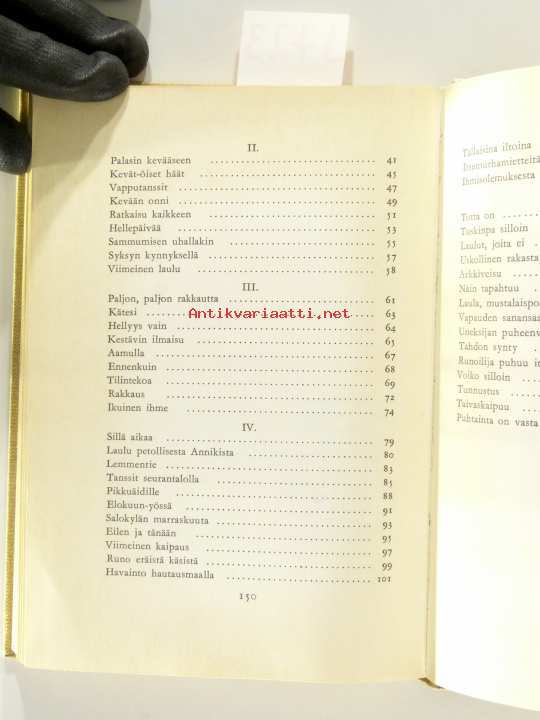 II.
Palasin kevääseen 41
Kevät-öiset häät 45
Vapputanssit 47
Kevään onni 49
Ratkaisu kaikkeen 51
Hellepäivää 53
Sammumisen uhallakin 55
Syksyn kynnyksellä 57
Viimeinen laulu 58
III.
Paljon, paljon rakkautta 61
Kätesi 63
Hellyys vain 64
Kestävin ilmaisu 65
Aamulla 67
Ennenkuin 68
Tilintekoa 69
Rakkaus 72
Ikuinen ihme 74
IV.
Sillä aikaa 79
Laulu petollisesta Annikista 80
Lemmentie 83
Tanssit seurantalolla 85
Pikkuäidille 88
Elokuun-yössä 91
Salokylän marraskuuta 93
Eilen ja tänään 95
Viimeinen kaipaus 97
Runo eräistä käsistä 99
Havainto hautausmaalla 101
150
Antikvariaatti.net
Tällaisina iltoina
Itsenturhamietteitä
Ihmisolemuksesta
Totta on
Tuskinpa silloin
Laulut, joita ei
Uskollinen rakasta
Arkkiveisu
Näin tapahtuu
Laula, mustalaispo
Vapauden sanansaa
Uneksijan puheenv
Tahdon synty
Runoilija puhuu it
Voiko silloin
Tunnustus
Taivaskaipuu
Puhtainta on vasta